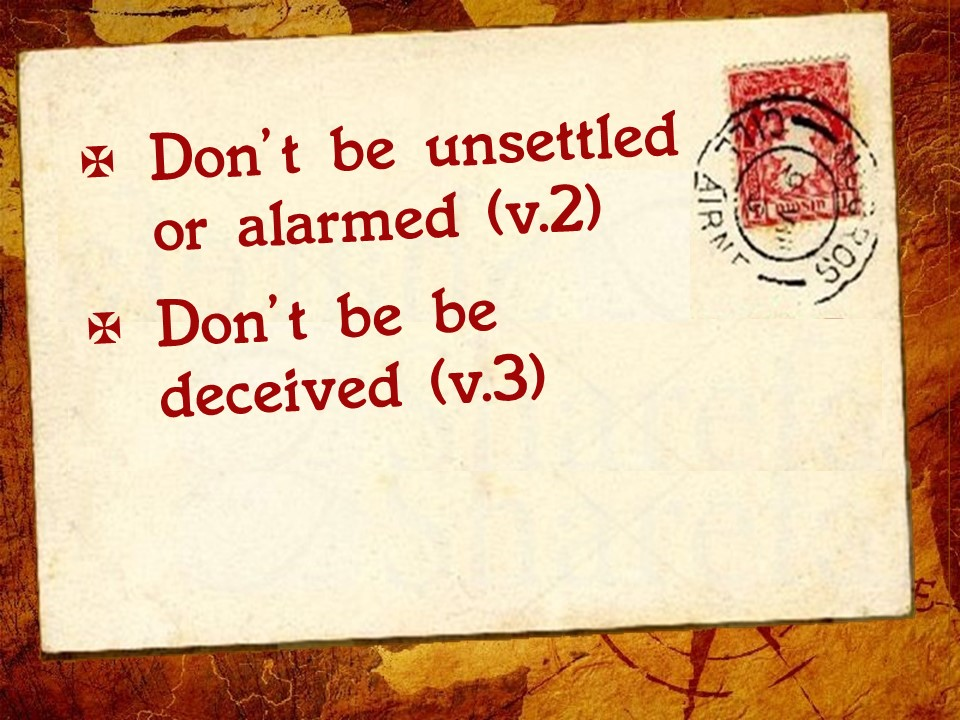 ✠ Don't be unsettled
or alarmed (v.2)
✠ Don't be be
deceived (v.3)